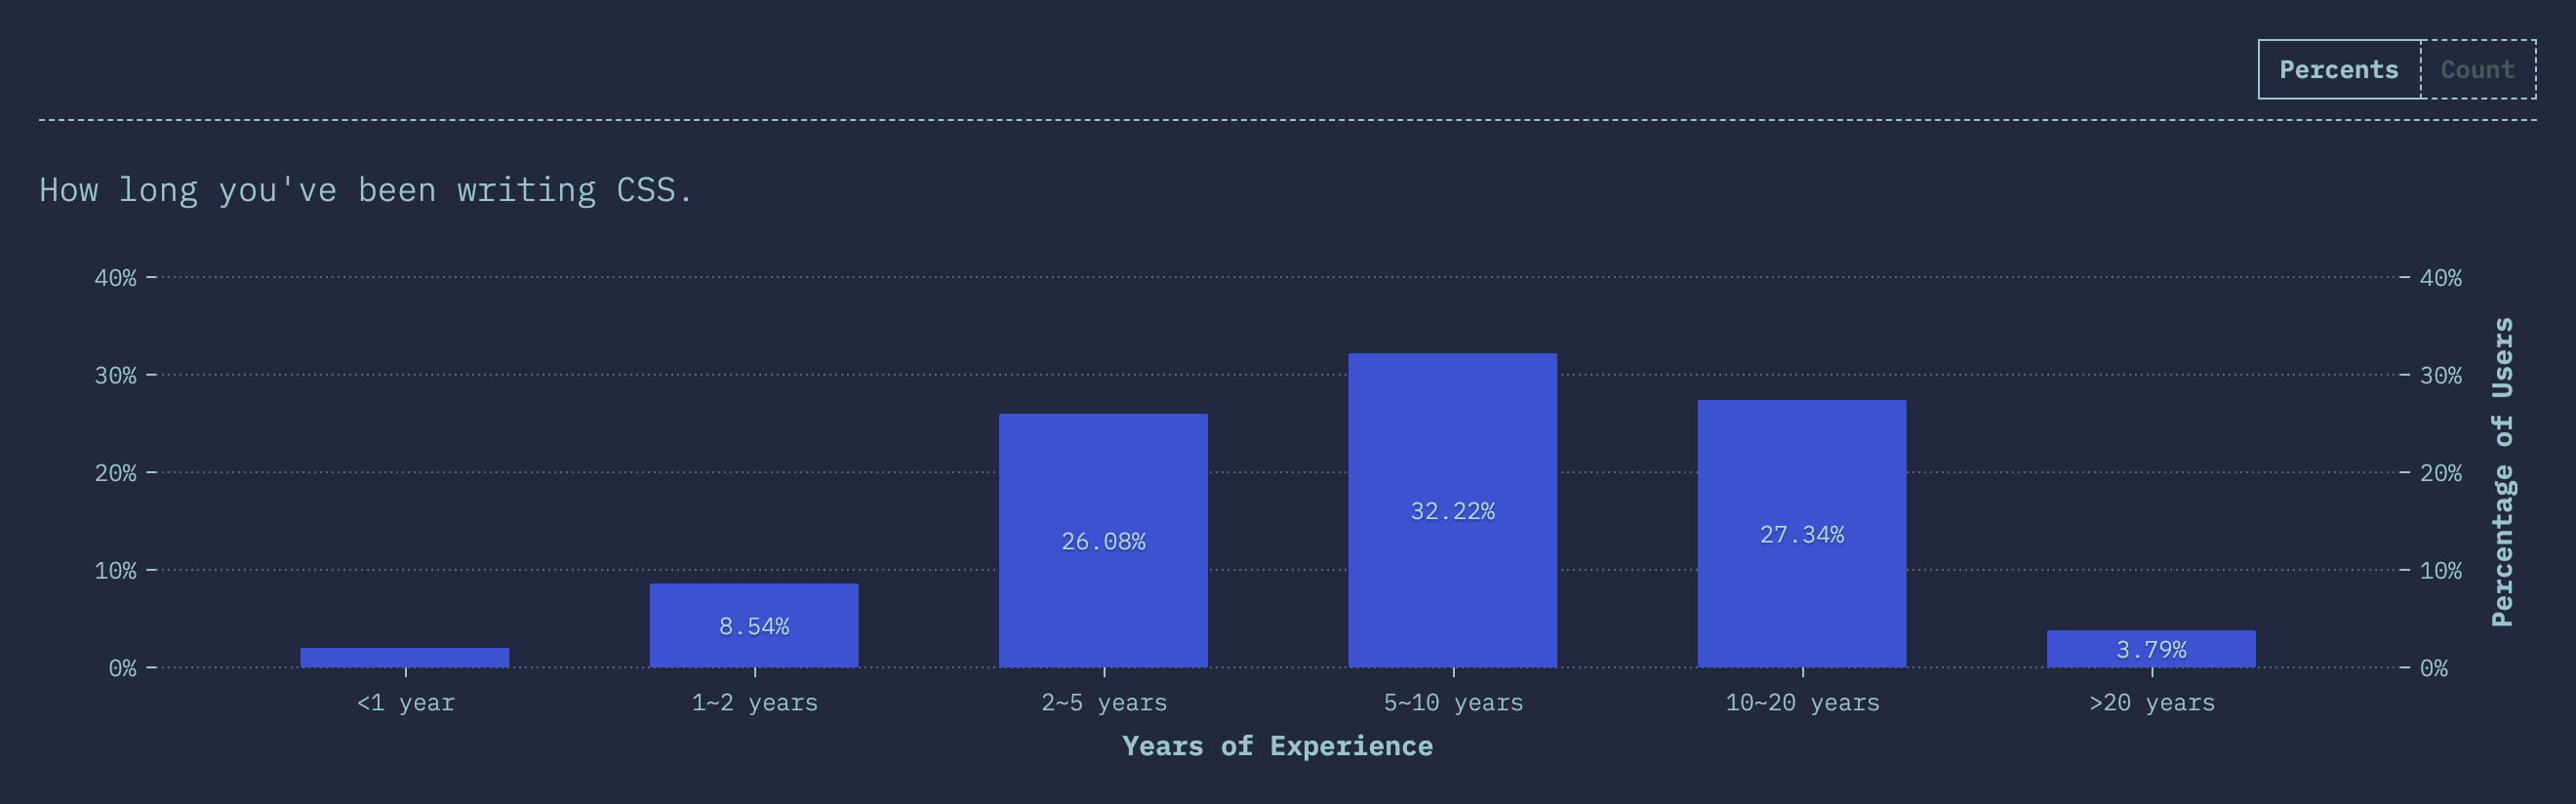 Percents Count
How long you've been writing CSS.
40% 40%
30% 30%
20% 20%
10% 10%
0% 0%
8.54%
26.08%
32.22%
27.34%
3.79%
<1 year 1~2 years 2~5 years 5~10 years 10~20 years >20 years
Years of Experience
Percentage of Users